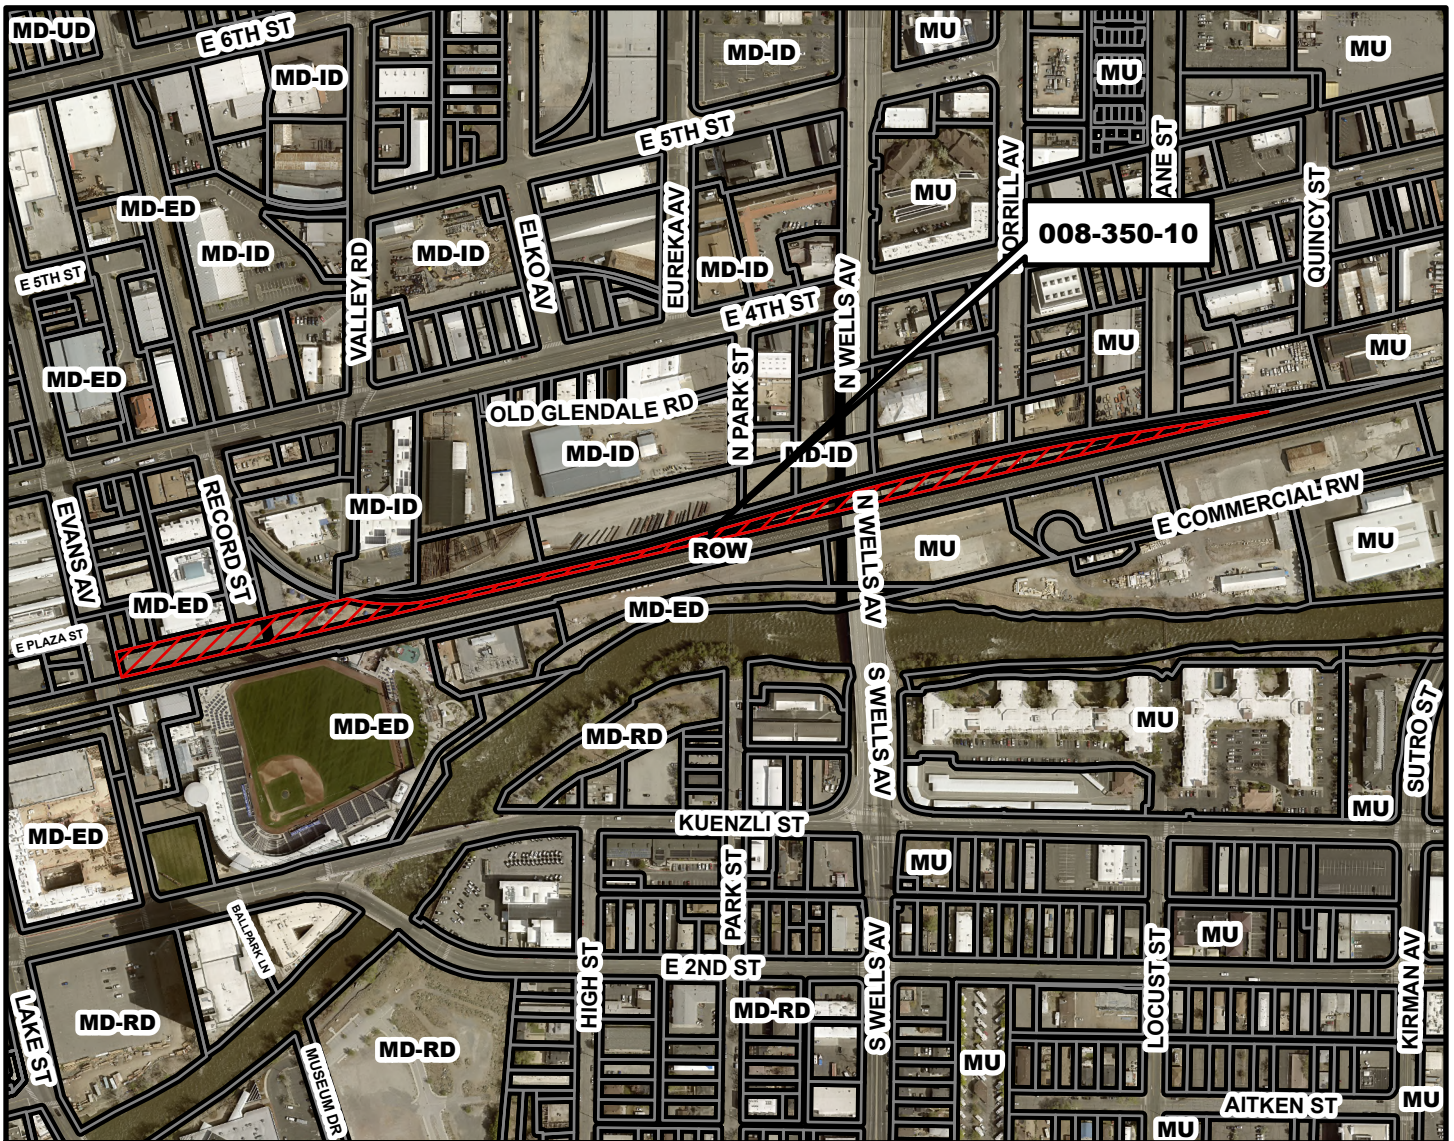 MD-UD
E 6TH ST
MD-ID
MD-ID
MU
MU
MU
E 5TH ST
MD-ED
MU
ORRILL AV
ANE ST
QUINCY ST
008-350-10
MD-ID
VALLEY RD
MD-ID
ELKO AV
EUREKA AV
MD-ID
E 5TH ST
E 4TH ST
N WELLS AV
MU
MU
MD-ED
OLD GLENDALE RD
N PARK ST
MD-ID
MD-ID
RECORD ST
MD-ID
EVANS AV
ROW
N WELLS AV
MU
E COMMERCIAL RW
MU
MD-ED
MD-ED
E PLAZA ST
S WELLS AV
MD-ED
MD-RD
MU
SUTRO ST
MU
MD-ED
KUENZLI ST
PARK ST
MU
BALLPARK LN
HIGH ST
E 2ND ST
S WELLS AV
LOCUST ST
MU
KIRMAN AV
LAKE ST
MD-RD
MUSEUM DR
MD-RD
MD-RD
MU
AITKEN ST
MU
MU